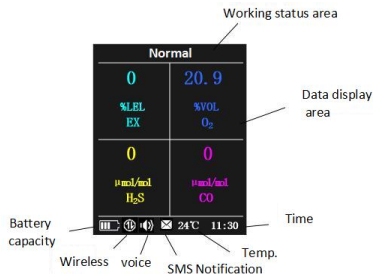 Working status area
Normal
0 20.9
%LEL %VOL
EX O₂
Data display
area
0 0
μmol/mol μmol/mol
H₂S CO
24℃ 11:30
Battery
capacity
Time
Wireless voice Temp.
SMS Notification